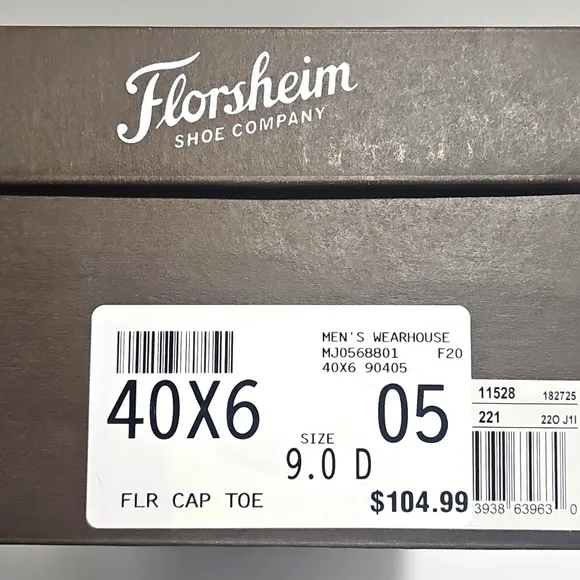 Florsheim
SHOE COMPANY
MEN'S WEARHOUSE
MJ0568801 F20
40X6 90405
40X6 05
SIZE
9.0 D
FLR CAP TOE $104.99
11528 182725
221 220 J1I
3938 63963 0